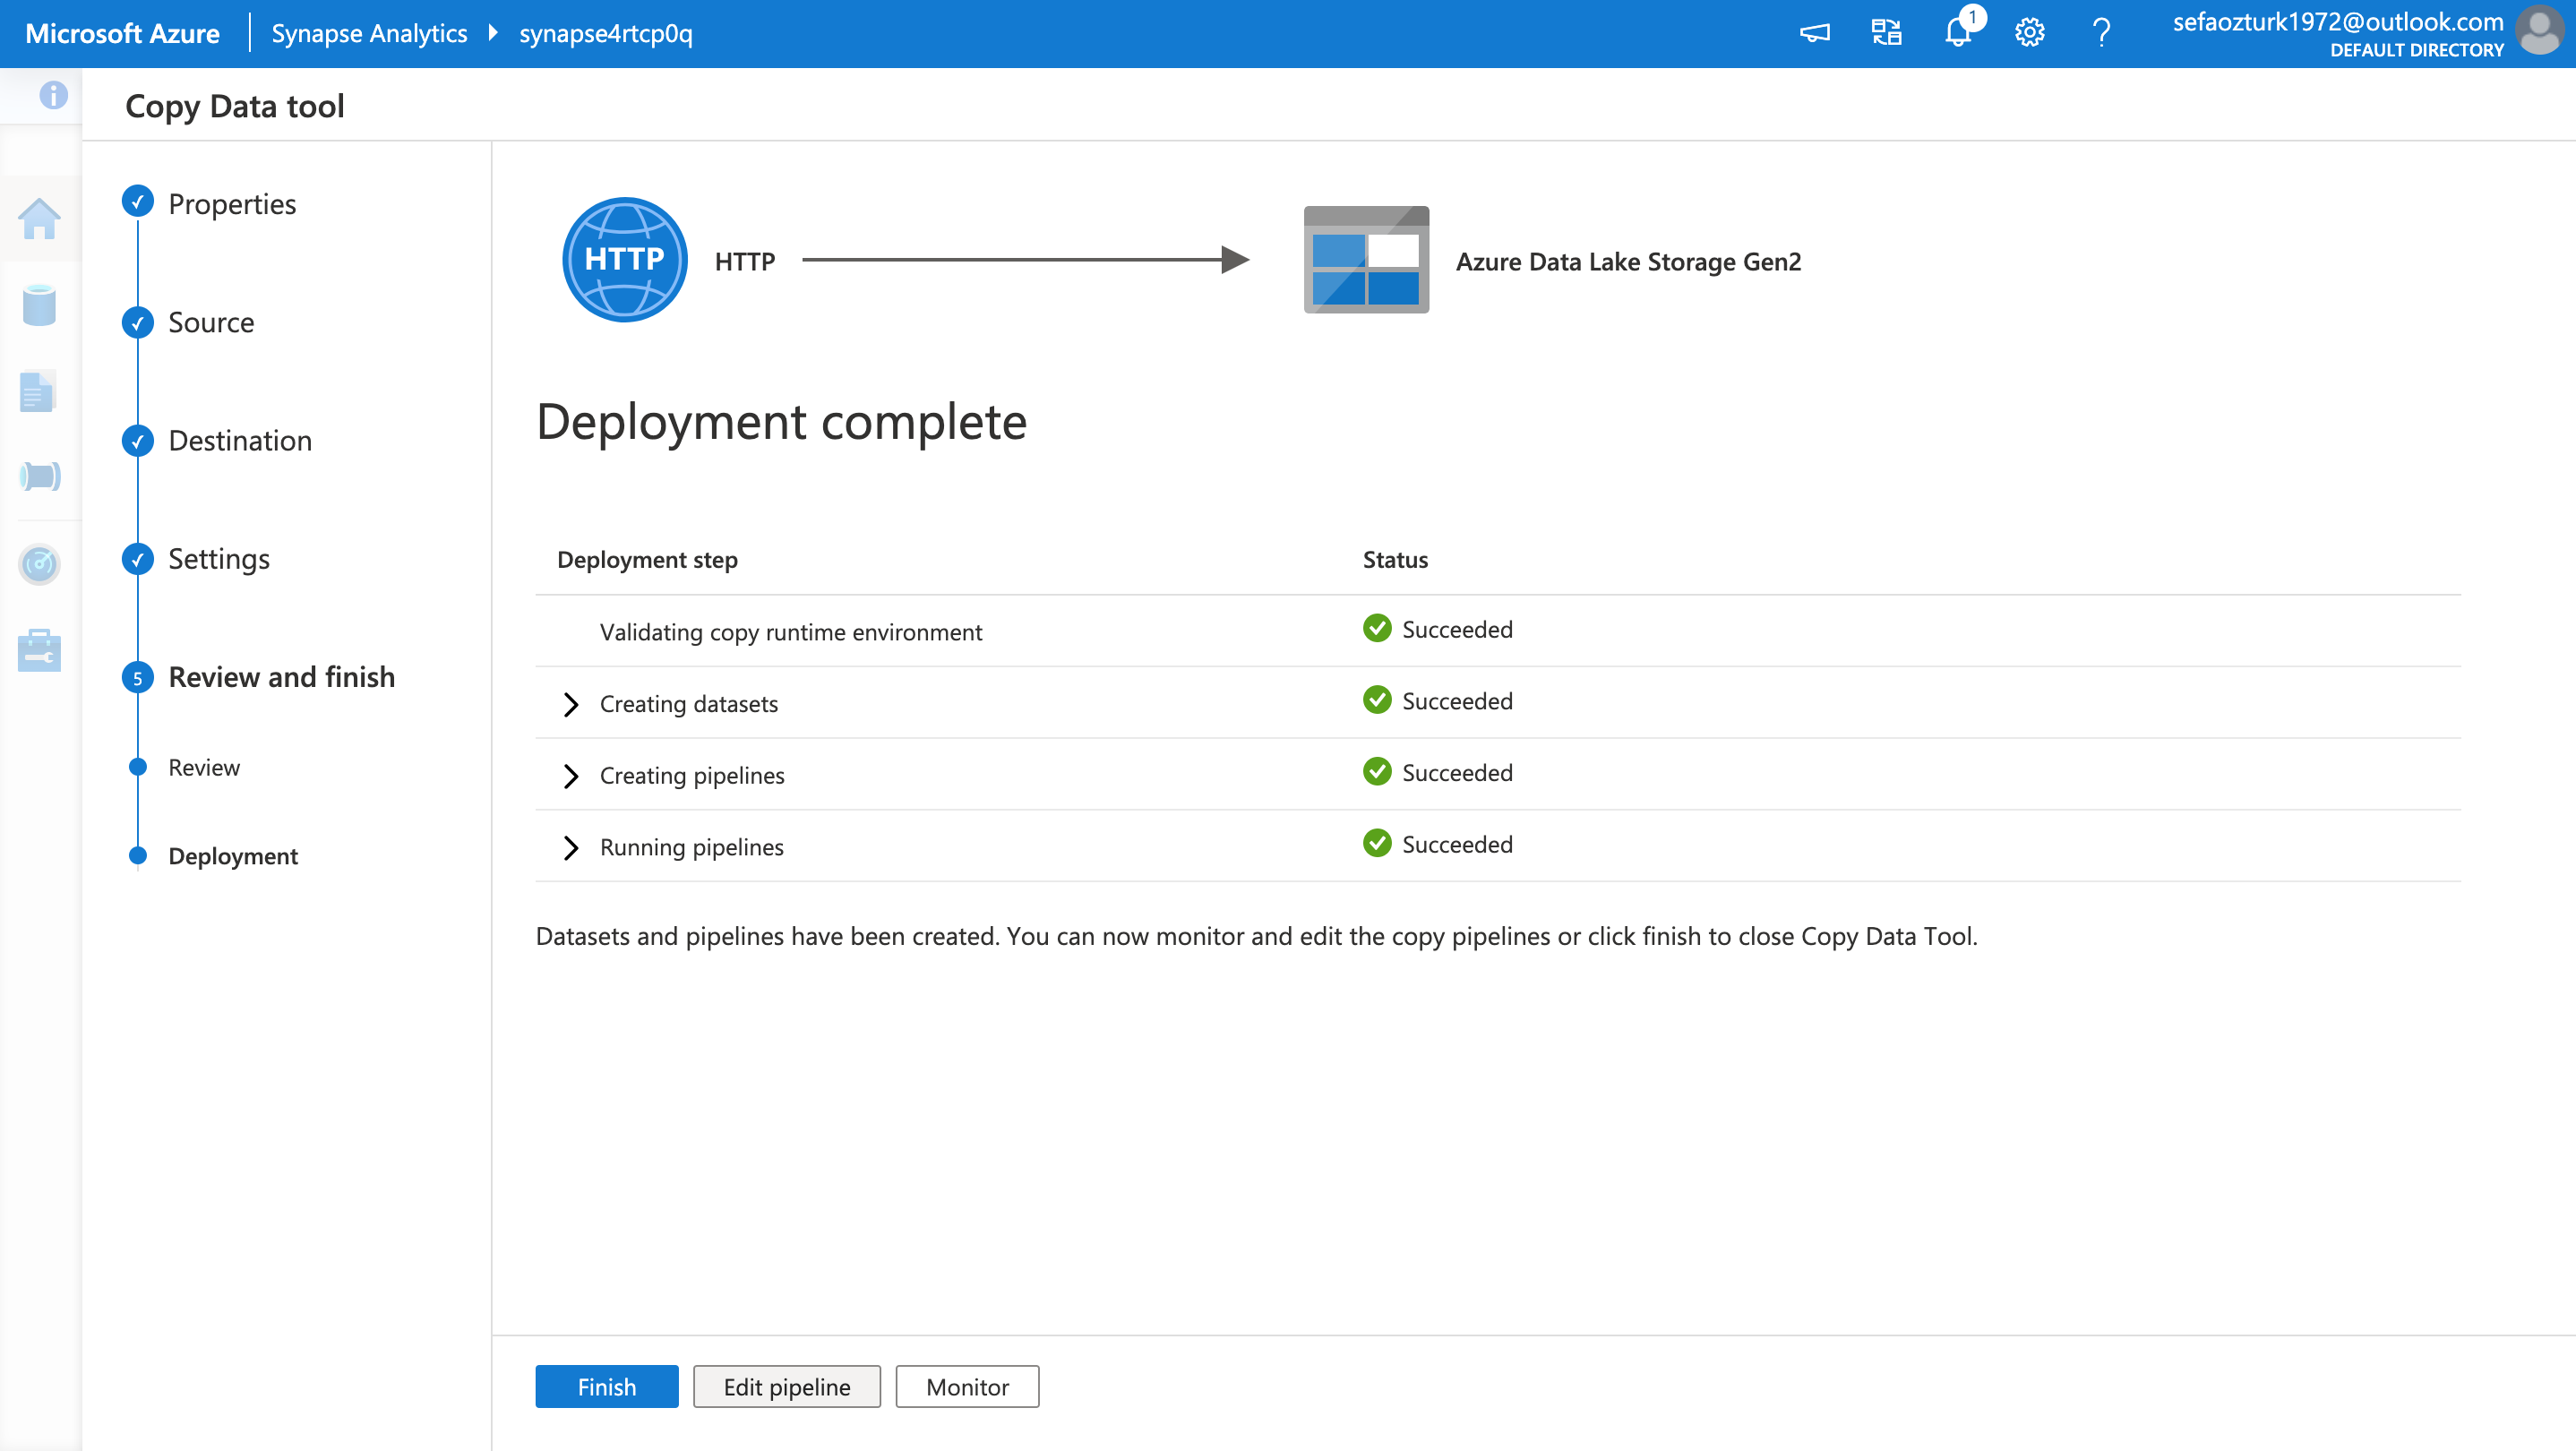 Microsoft Azure
Synapse Analytics
synapse4rtcp0q
1
sefaozturk1972@outlook.com
DEFAULT DIRECTORY
Copy Data tool
Properties
Source
Destination
Settings
5
Review and finish
Review
Deployment
HTTP
HTTP
Azure Data Lake Storage Gen2
Deployment complete
Deployment step
Status
Validating copy runtime environment
Succeeded
Creating datasets
Succeeded
Creating pipelines
Succeeded
Running pipelines
Succeeded
Datasets and pipelines have been created. You can now monitor and edit the copy pipelines or click finish to close Copy Data Tool.
Finish
Edit pipeline
Monitor